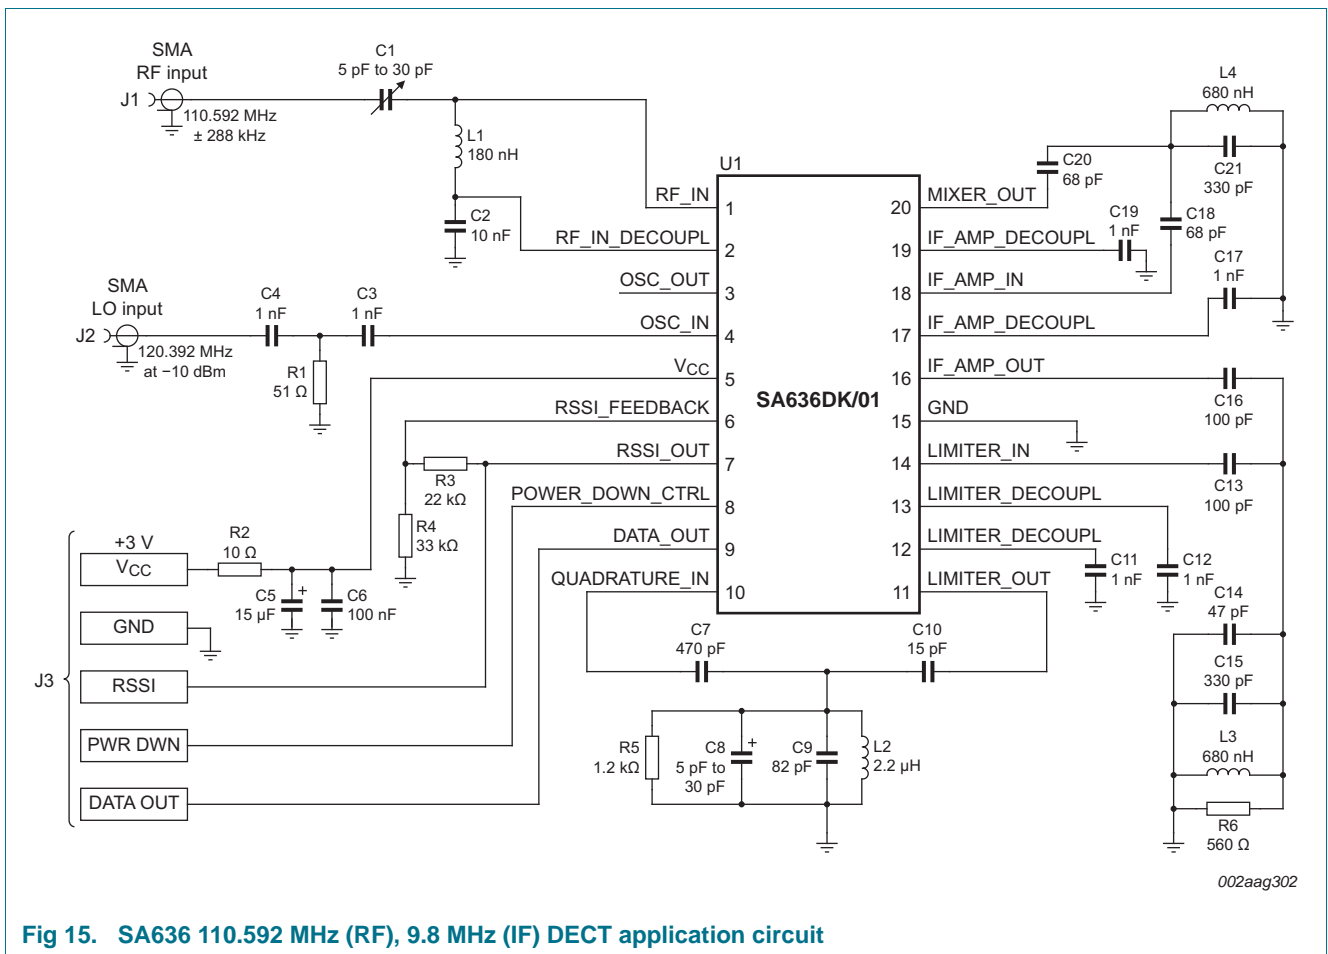 SMA
RF input
J1
110.592 MHz
± 288 kHz
C1
5 pF to 30 pF
L1
180 nH
C2
10 nF
SMA
LO input
J2
120.392 MHz
at −10 dBm
C4
1 nF
C3
1 nF
R1
51 Ω
U1
SA636DK/01
RF_IN
1
RF_IN_DECOUPL
2
OSC_OUT
3
OSC_IN
4
VCC
5
RSSI_FEEDBACK
6
RSSI_OUT
7
POWER_DOWN_CTRL
8
DATA_OUT
9
QUADRATURE_IN
10
20
MIXER_OUT
19
IF_AMP_DECOUPL
18
IF_AMP_IN
17
IF_AMP_DECOUPL
16
IF_AMP_OUT
15
GND
14
LIMITER_IN
13
LIMITER_DECOUPL
12
LIMITER_DECOUPL
11
LIMITER_OUT
L4
680 nH
C20
68 pF
C21
330 pF
C19
1 nF
C18
68 pF
C17
1 nF
C16
100 pF
C13
100 pF
C11
1 nF
C12
1 nF
C14
47 pF
C15
330 pF
L3
680 nH
R6
560 Ω
R3
22 kΩ
R4
33 kΩ
J3
+3 V
VCC
R2
10 Ω
C5
+
15 µF
C6
100 nF
GND
RSSI
PWR DWN
DATA OUT
C7
470 pF
C10
15 pF
R5
1.2 kΩ
C8
+
5 pF to
30 pF
C9
82 pF
L2
2.2 µH
002aag302
Fig 15. SA636 110.592 MHz (RF), 9.8 MHz (IF) DECT application circuit